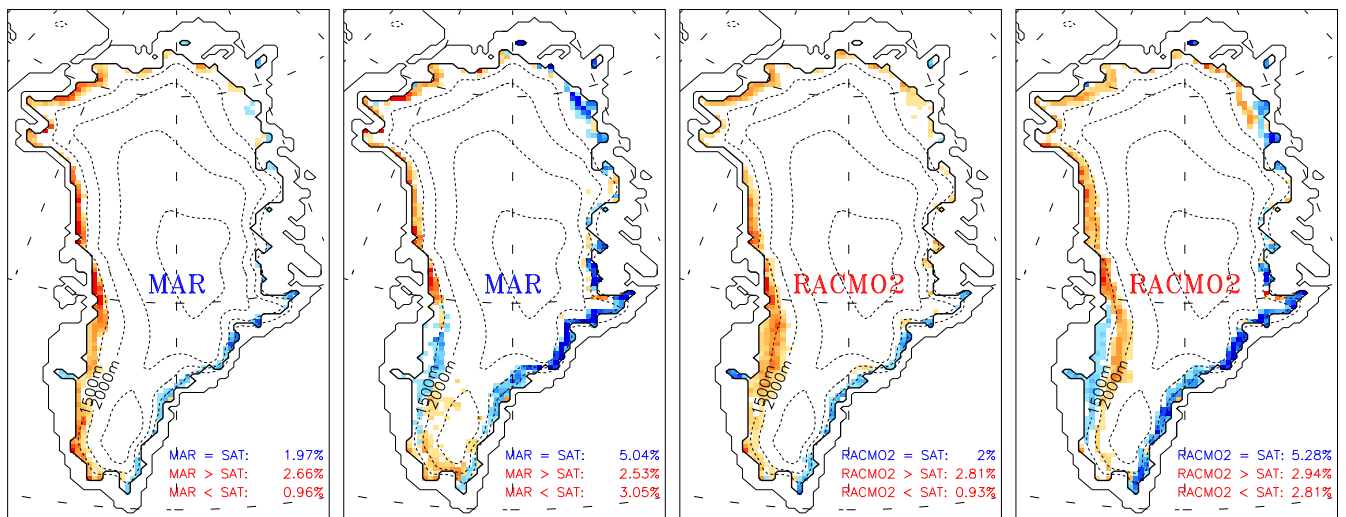 MAR
1500m
2000m
MAR = SAT: 1.97%
MAR > SAT: 2.66%
MAR < SAT: 0.96%
MAR
1500m
2000m
MAR = SAT: 5.04%
MAR > SAT: 2.53%
MAR < SAT: 3.05%
RACMO2
1500m
2000m
RACMO2 = SAT: 2%
RACMO2 > SAT: 2.81%
RACMO2 < SAT: 0.93%
RACMO2
1500m
2000m
RACMO2 = SAT: 5.28%
RACMO2 > SAT: 2.94%
RACMO2 < SAT: 2.81%